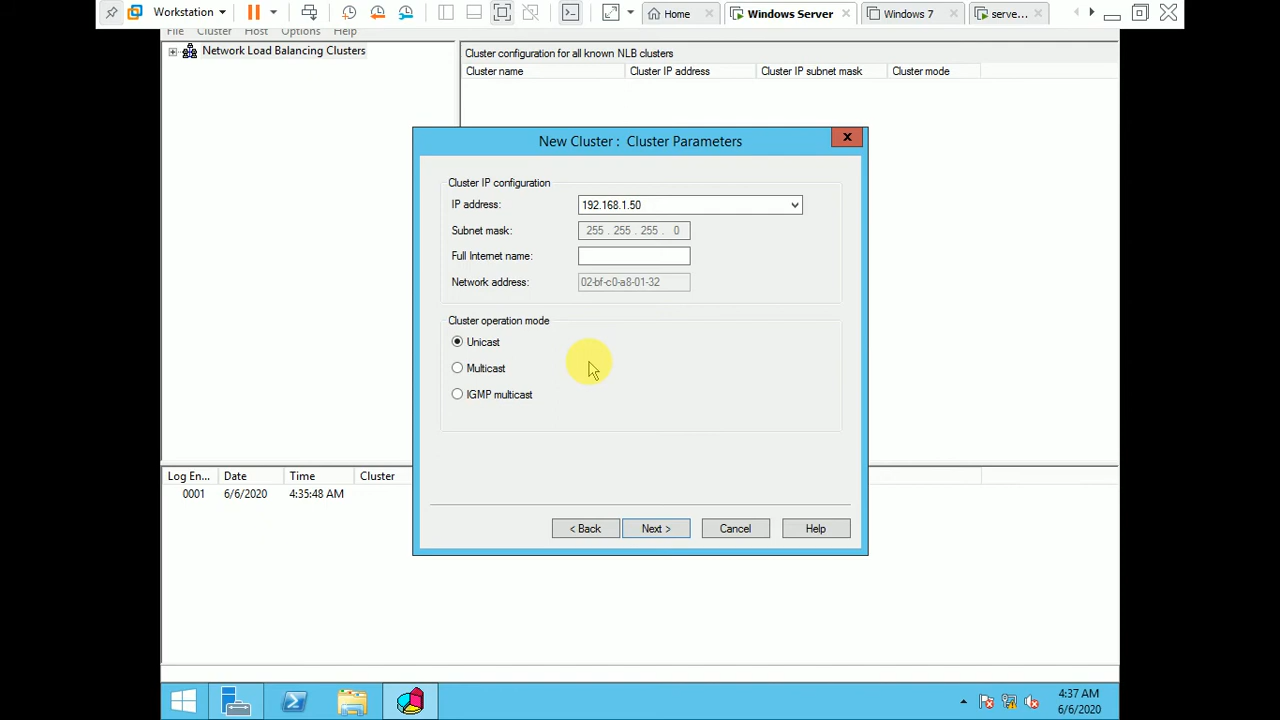 Workstation
Home
Windows Server
Windows 7
serve...
File Cluster Host Options Help
Network Load Balancing Clusters
Cluster configuration for all known NLB clusters
Cluster name Cluster IP address Cluster IP subnet mask Cluster mode
New Cluster : Cluster Parameters
Cluster IP configuration
IP address: 192.168.1.50
Subnet mask: 255 . 255 . 255 . 0
Full Internet name:
Network address: 02-bf-c0-a8-01-32
Cluster operation mode
Unicast
Multicast
IGMP multicast
< Back Next > Cancel Help
Log En... Date Time Cluster
0001 6/6/2020 4:35:48 AM
4:37 AM
6/6/2020